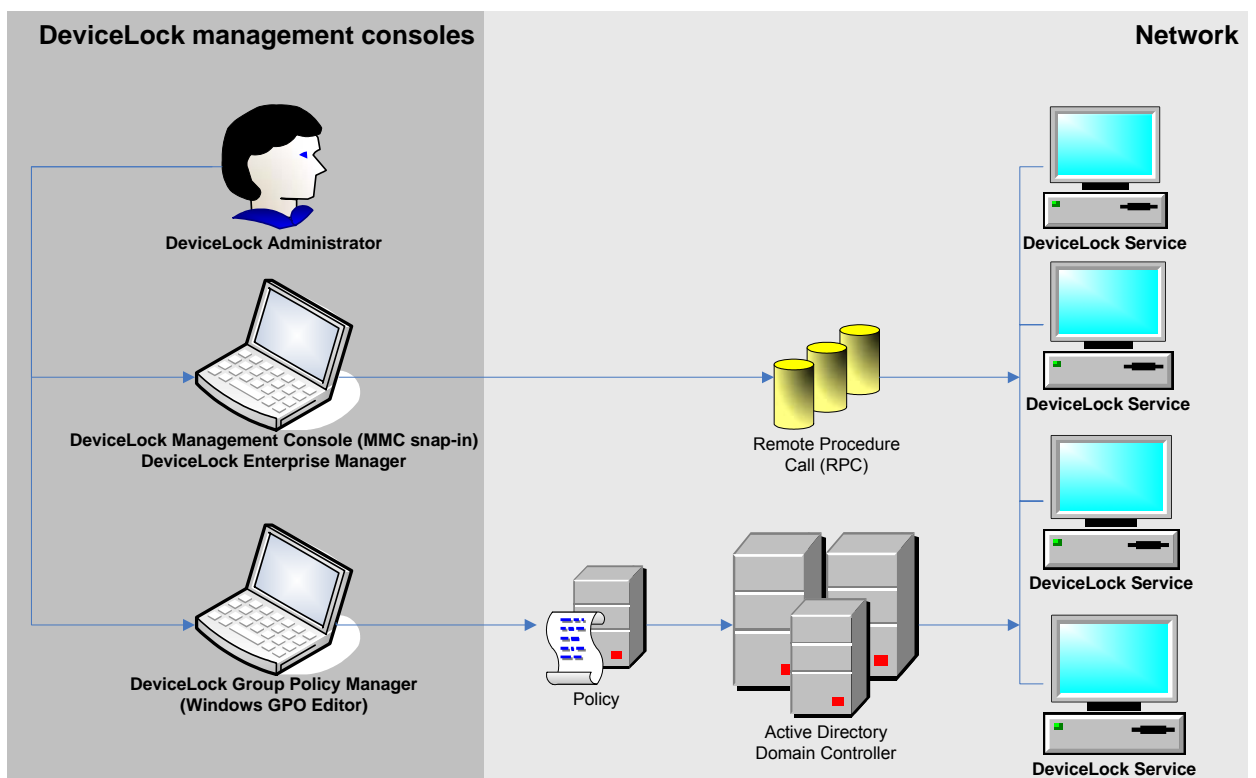 DeviceLock management consoles
Network
DeviceLock Administrator
DeviceLock Service
DeviceLock Management Console (MMC snap-in)
DeviceLock Enterprise Manager
Remote Procedure
Call (RPC)
DeviceLock Service
DeviceLock Service
DeviceLock Group Policy Manager
(Windows GPO Editor)
Policy
Active Directory
Domain Controller
DeviceLock Service